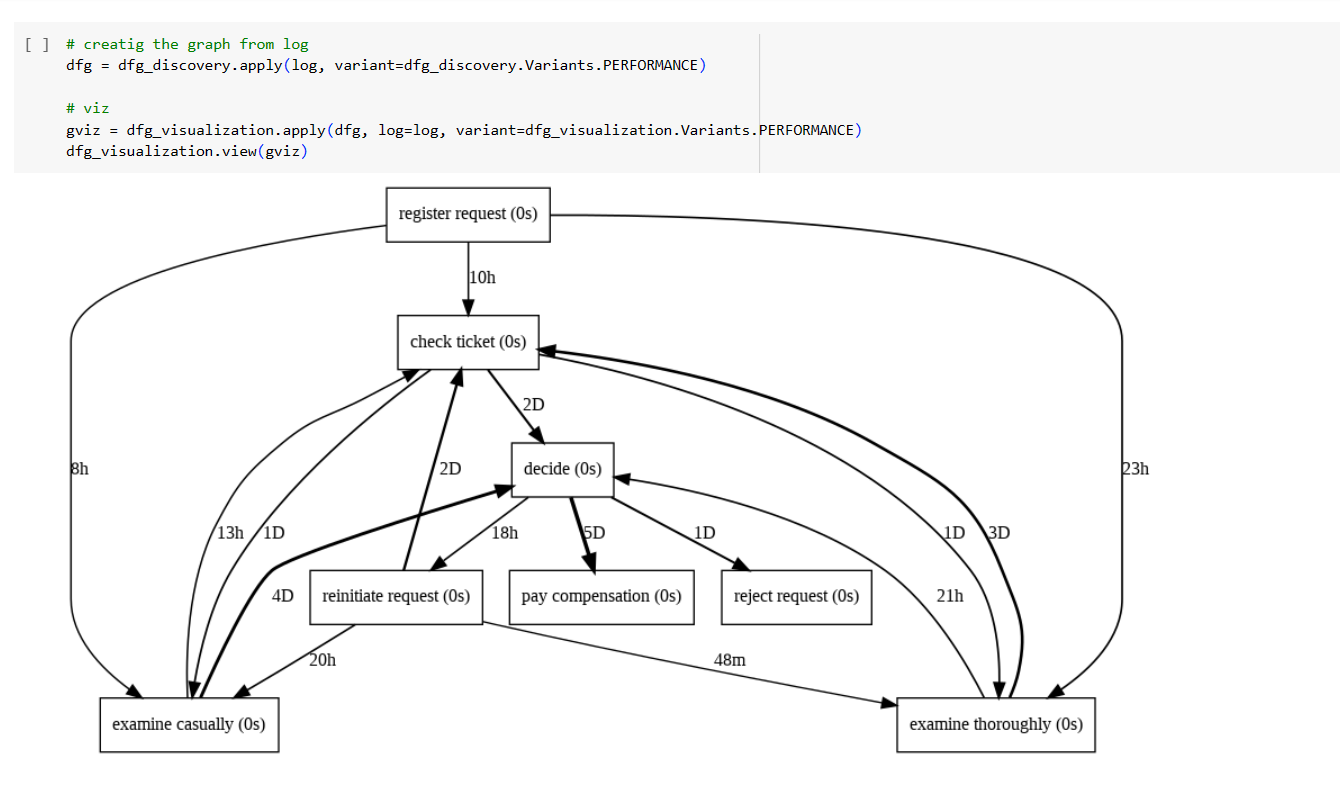 [ ] # creatig the graph from log
dfg = dfg_discovery.apply(log, variant=dfg_discovery.Variants.PERFORMANCE)
# viz
gviz = dfg_visualization.apply(dfg, log=log, variant=dfg_visualization.Variants.PERFORMANCE)
dfg_visualization.view(gviz)
register request (0s)
10h
check ticket (0s)
2D
8h
2D
decide (0s)
23h
13h
1D
18h
5D
1D
1D
3D
4D
reinitiate request (0s)
pay compensation (0s)
reject request (0s)
21h
20h
48m
examine casually (0s)
examine thoroughly (0s)